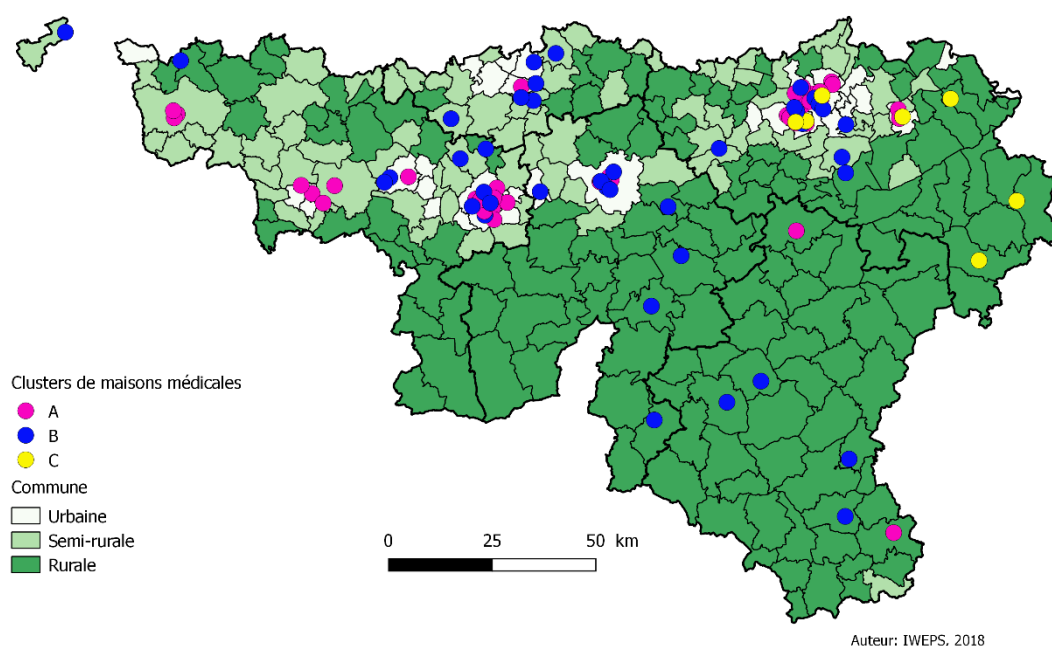 Clusters de maisons médicales
A
B
C
Commune
Urbaine
Semi-rurale
Rurale
0 25 50 km
Auteur: IWEPS, 2018